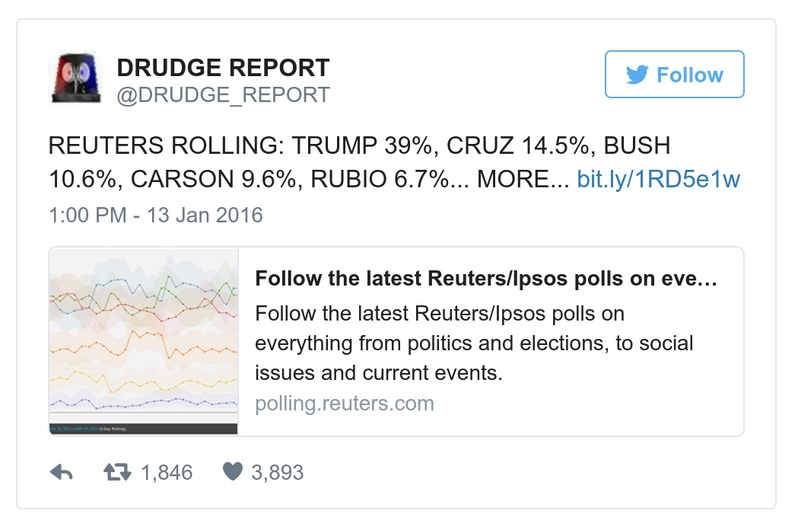 DRUDGE REPORT
@DRUDGE_REPORT
Follow
REUTERS ROLLING: TRUMP 39%, CRUZ 14.5%, BUSH
10.6%, CARSON 9.6%, RUBIO 6.7%... MORE... bit.ly/1RD5e1w
1:00 PM - 13 Jan 2016
Follow the latest Reuters/Ipsos polls on eve…
Follow the latest Reuters/Ipsos polls on
everything from politics and elections, to social
issues and current events.
polling.reuters.com
1,846 3,893